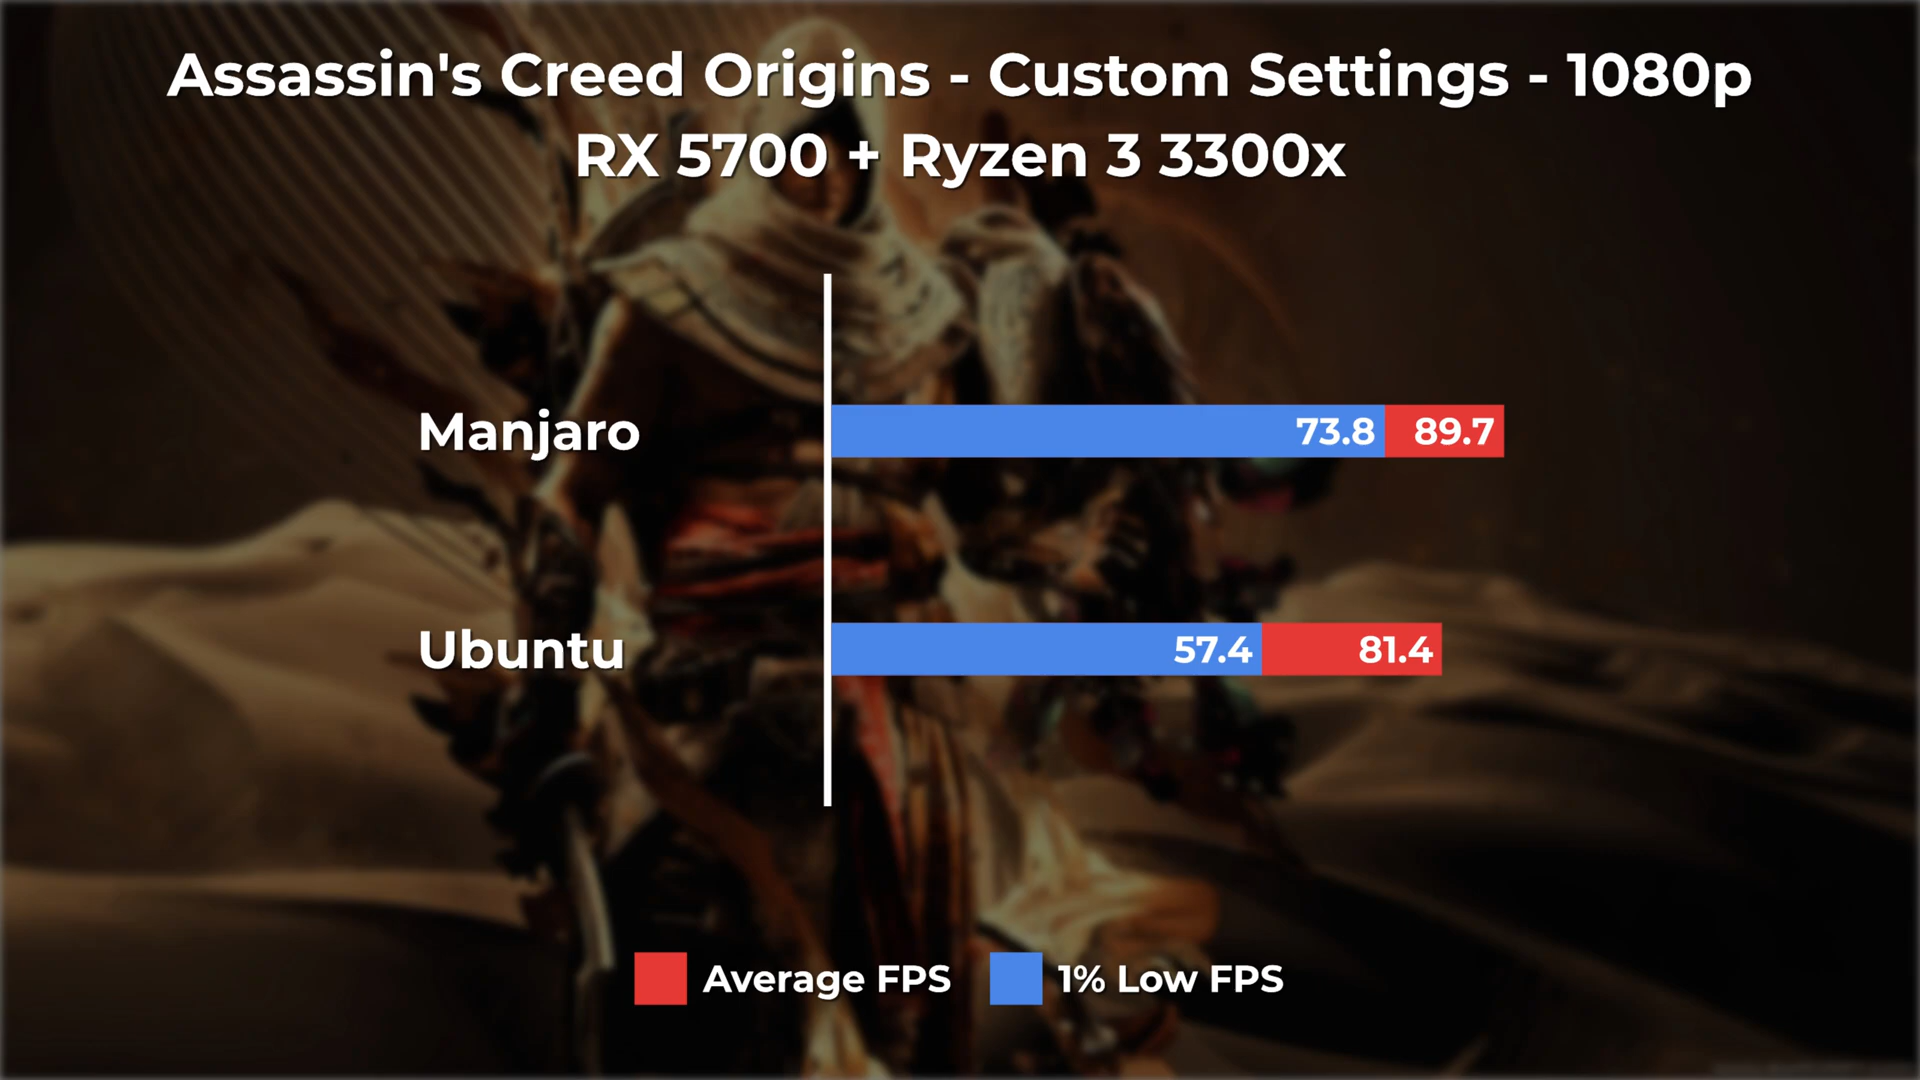 Assassin's Creed Origins - Custom Settings - 1080p
RX 5700 + Ryzen 3 3300x
Manjaro 73.8 89.7
Ubuntu 57.4 81.4
Average FPS 1% Low FPS